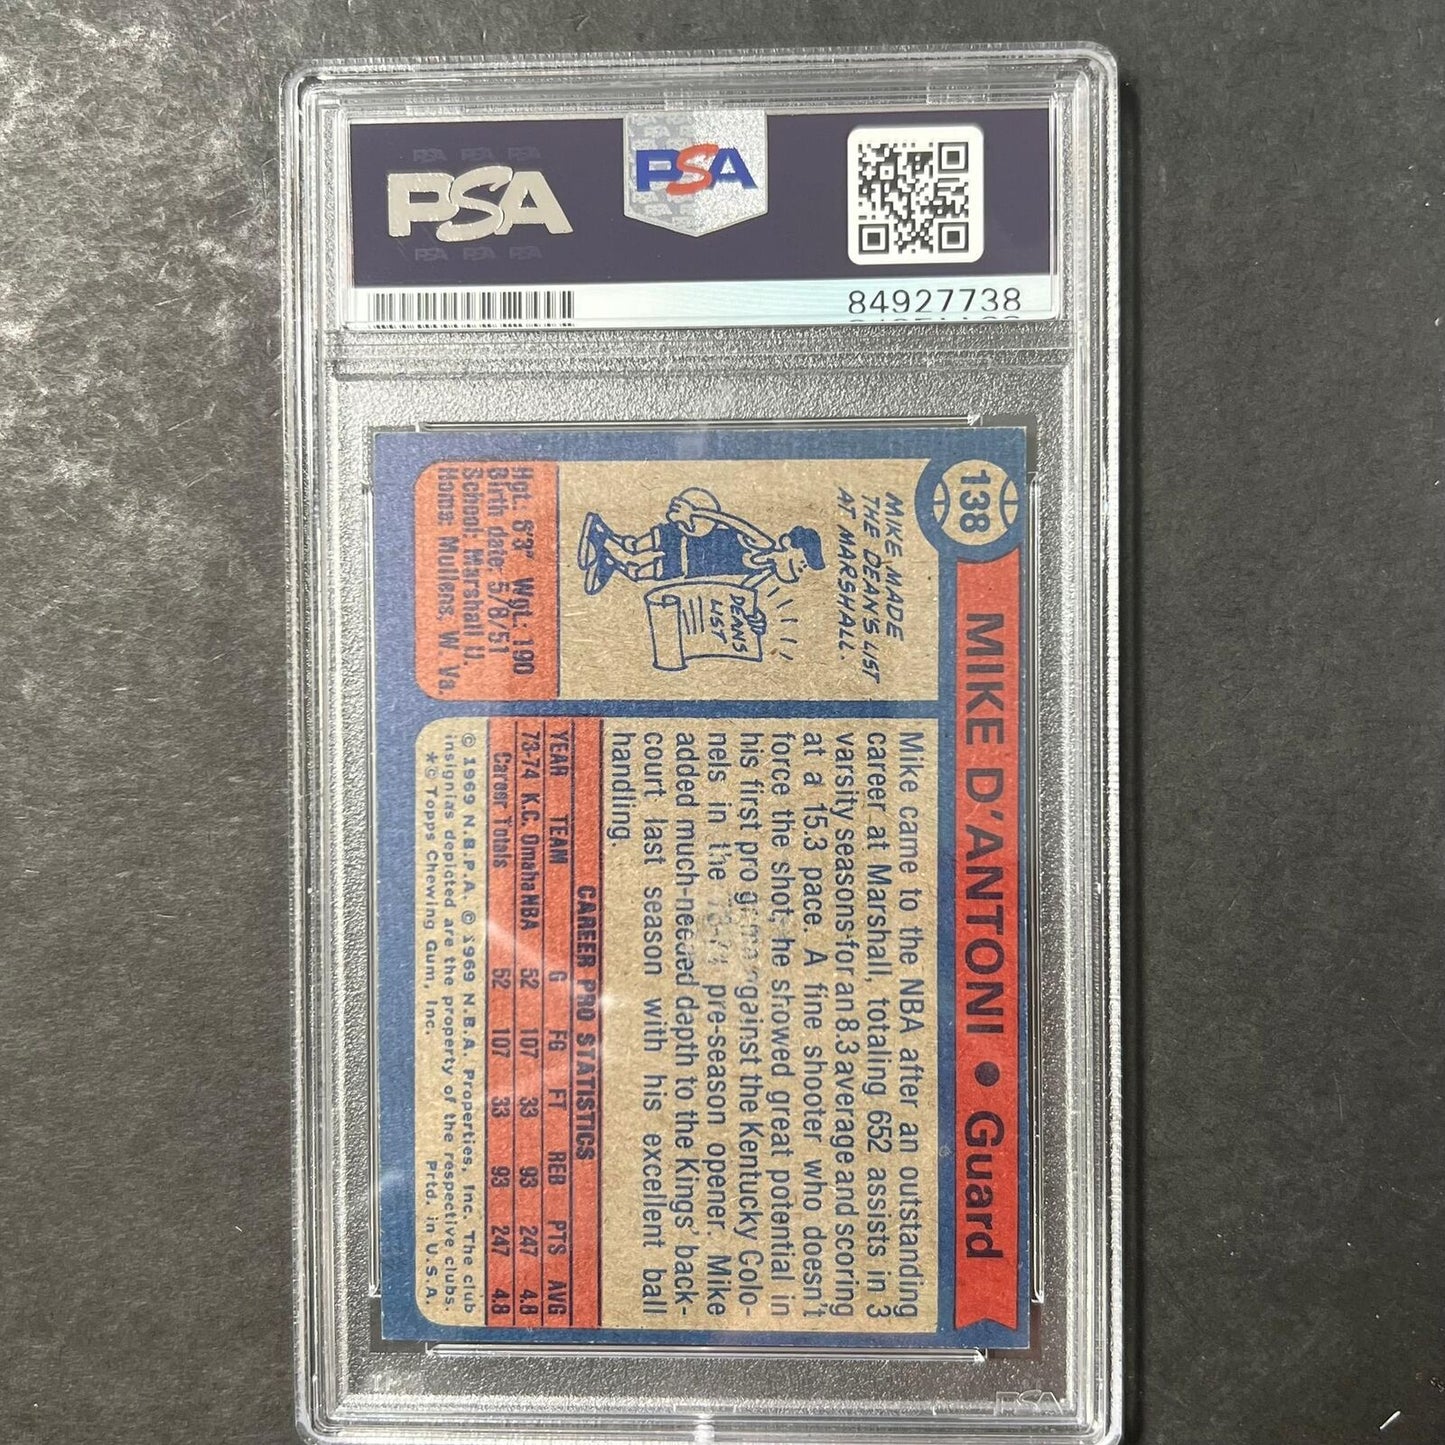 PSA
PSA
84927738
138
MIKE D'ANTONI • Guard
MIKE MADE
THE DEAN'S LIST
AT MARSHALL.
DEANS
LIST
Hgt.: 6'3" Wgt.: 190
Birth date: 5/8/51
School: Marshall U.
Home: Mullens, W. Va.
Mike came to the NBA after an outstanding
career at Marshall, totaling 652 assists in 3
varsity seasons for an 8.3 average and scoring
at a 15.3 pace. A fine shooter who doesn't
force the shot, he showed great potential in
his first pro game against the Kentucky Colo-
nels in the 73-74 pre-season opener. Mike
added much-needed depth to the Kings' back-
court last season with his excellent ball
handling.
CAREER PRO STATISTICS
YEAR TEAM G FG FT REB PTS AVG
73-74 K.C. Omaha NBA 52 107 33 93 247 4.8
Career Totals 52 107 33 93 247 4.8
© 1969 N.B.P.A. © 1969 N.B.A. Properties, Inc. The club
insignias depicted are the property of the respective clubs.
*© Topps Chewing Gum, Inc. Prtd. in U.S.A.
PSA